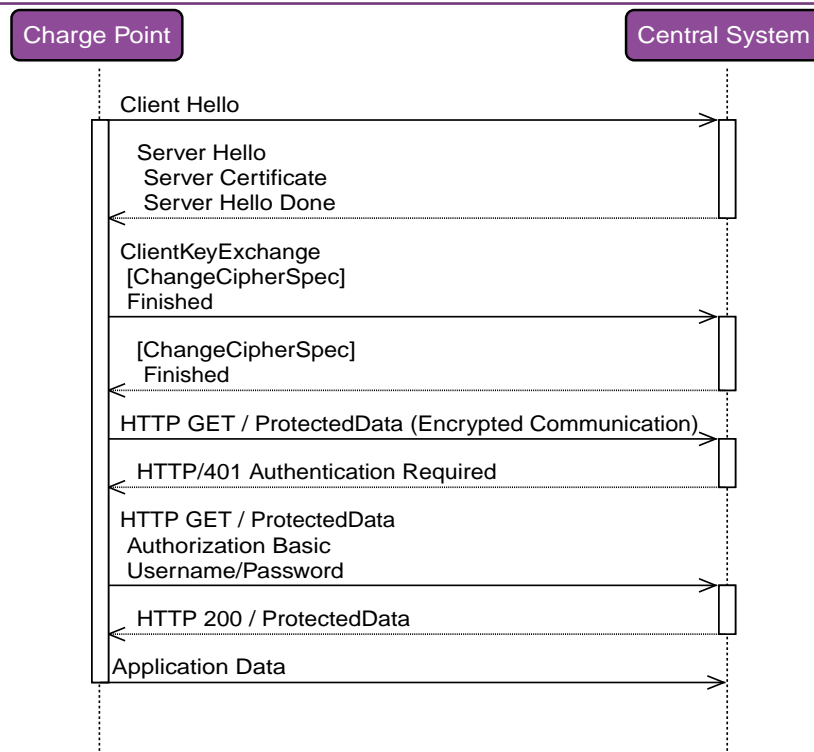 Charge Point
Central System
Client Hello
Server Hello
Server Certificate
Server Hello Done
ClientKeyExchange
[ChangeCipherSpec]
Finished
[ChangeCipherSpec]
Finished
HTTP GET / ProtectedData (Encrypted Communication)
HTTP/401 Authentication Required
HTTP GET / ProtectedData
Authorization Basic
Username/Password
HTTP 200 / ProtectedData
Application Data